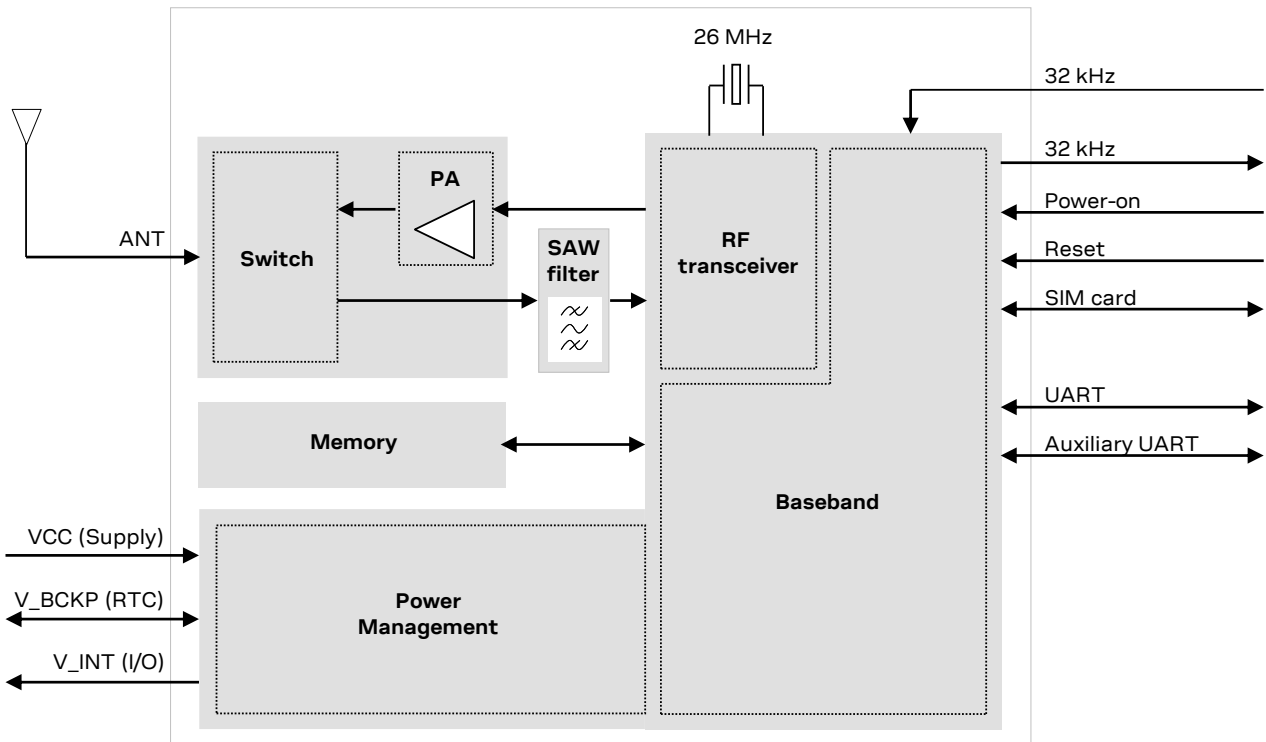 26 MHz
32 kHz
32 kHz
Power-on
Reset
SIM card
UART
Auxiliary UART
ANT
Switch
PA
SAW
filter
RF
transceiver
Memory
Baseband
VCC (Supply)
V_BCKP (RTC)
V_INT (I/O)
Power
Management